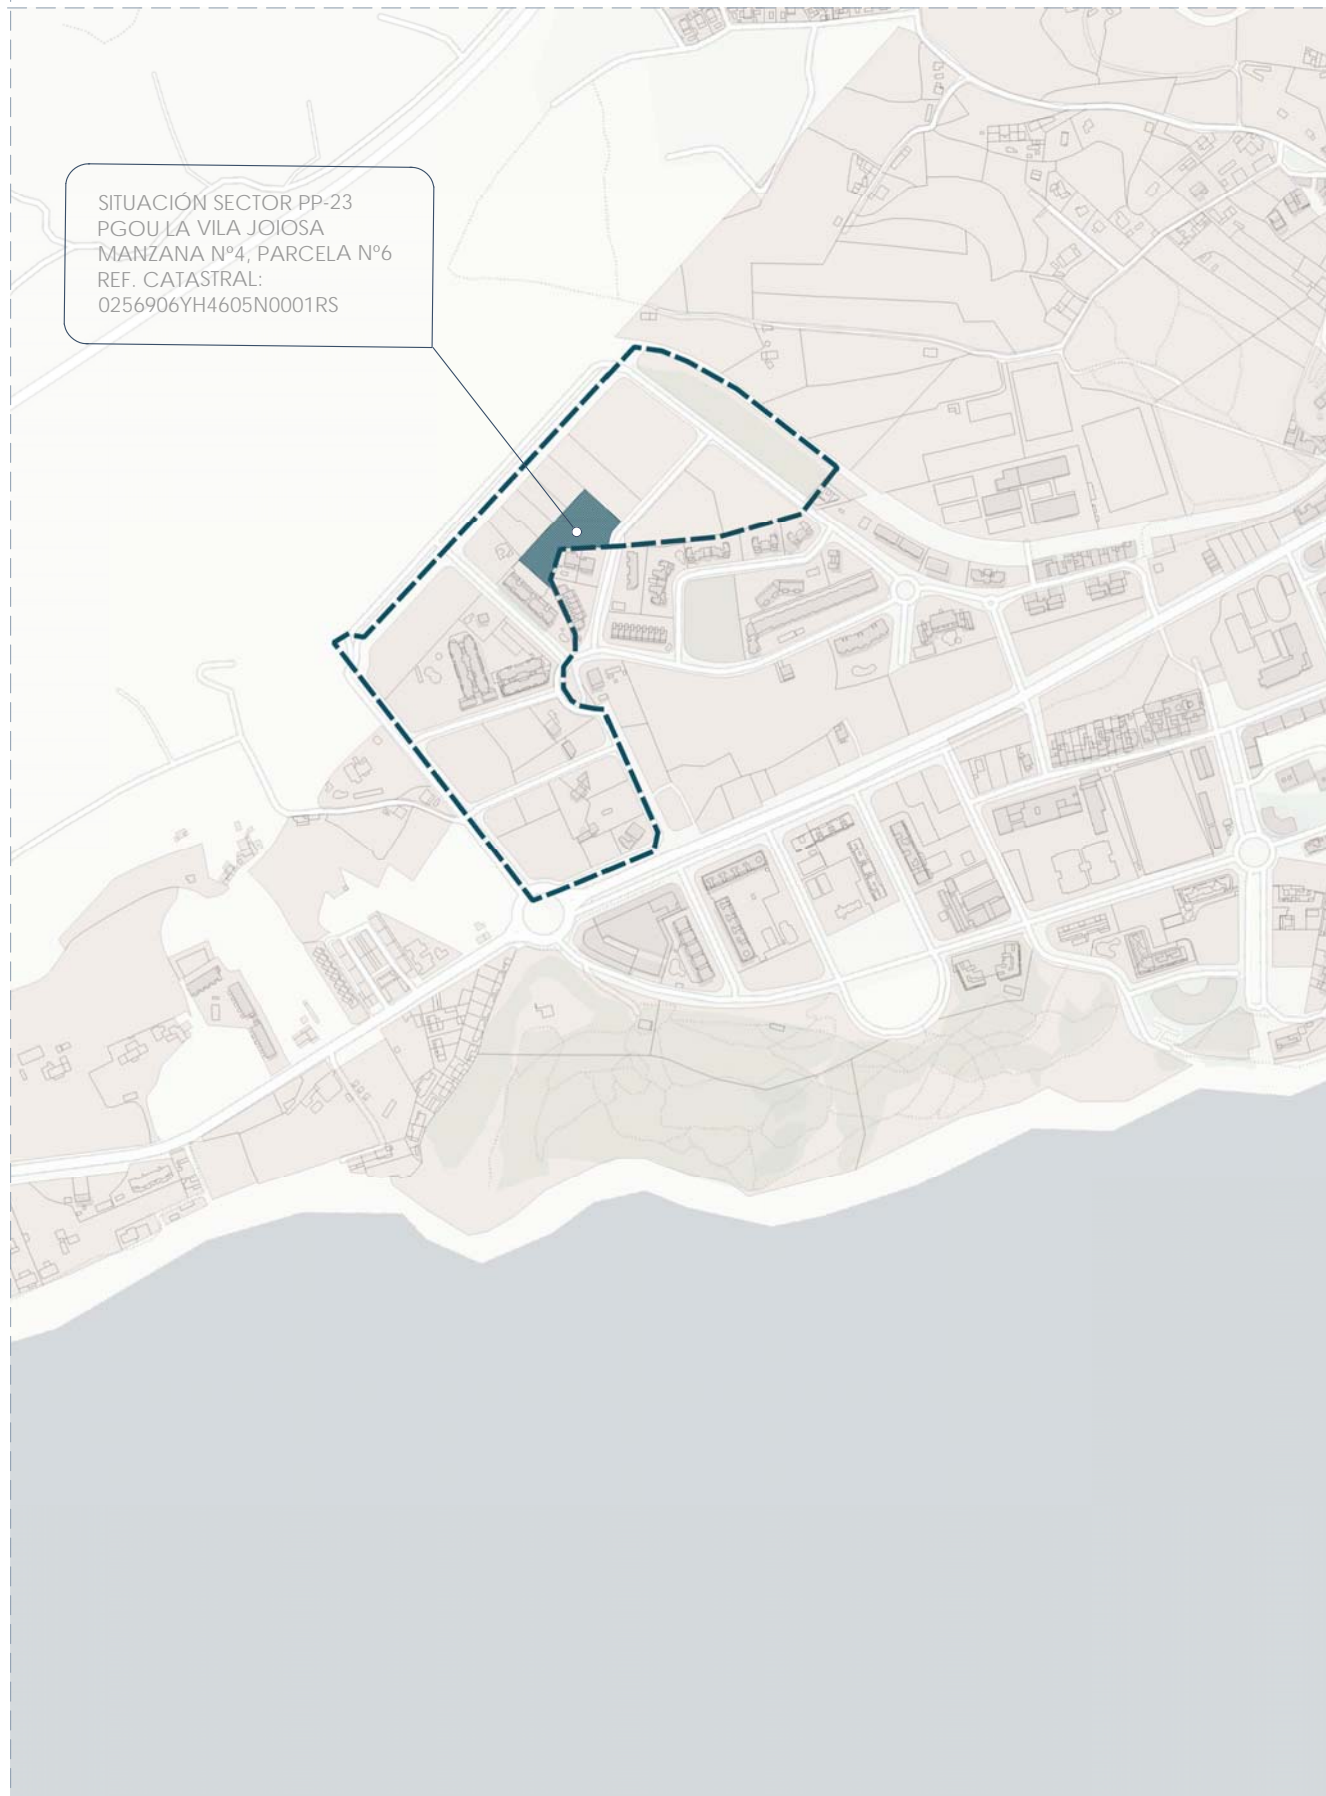 SITUACIÓN SECTOR PP-23
PGOU LA VILA JOIOSA
MANZANA Nº4, PARCELA Nº6
REF. CATASTRAL:
0256906YH4605N0001RS